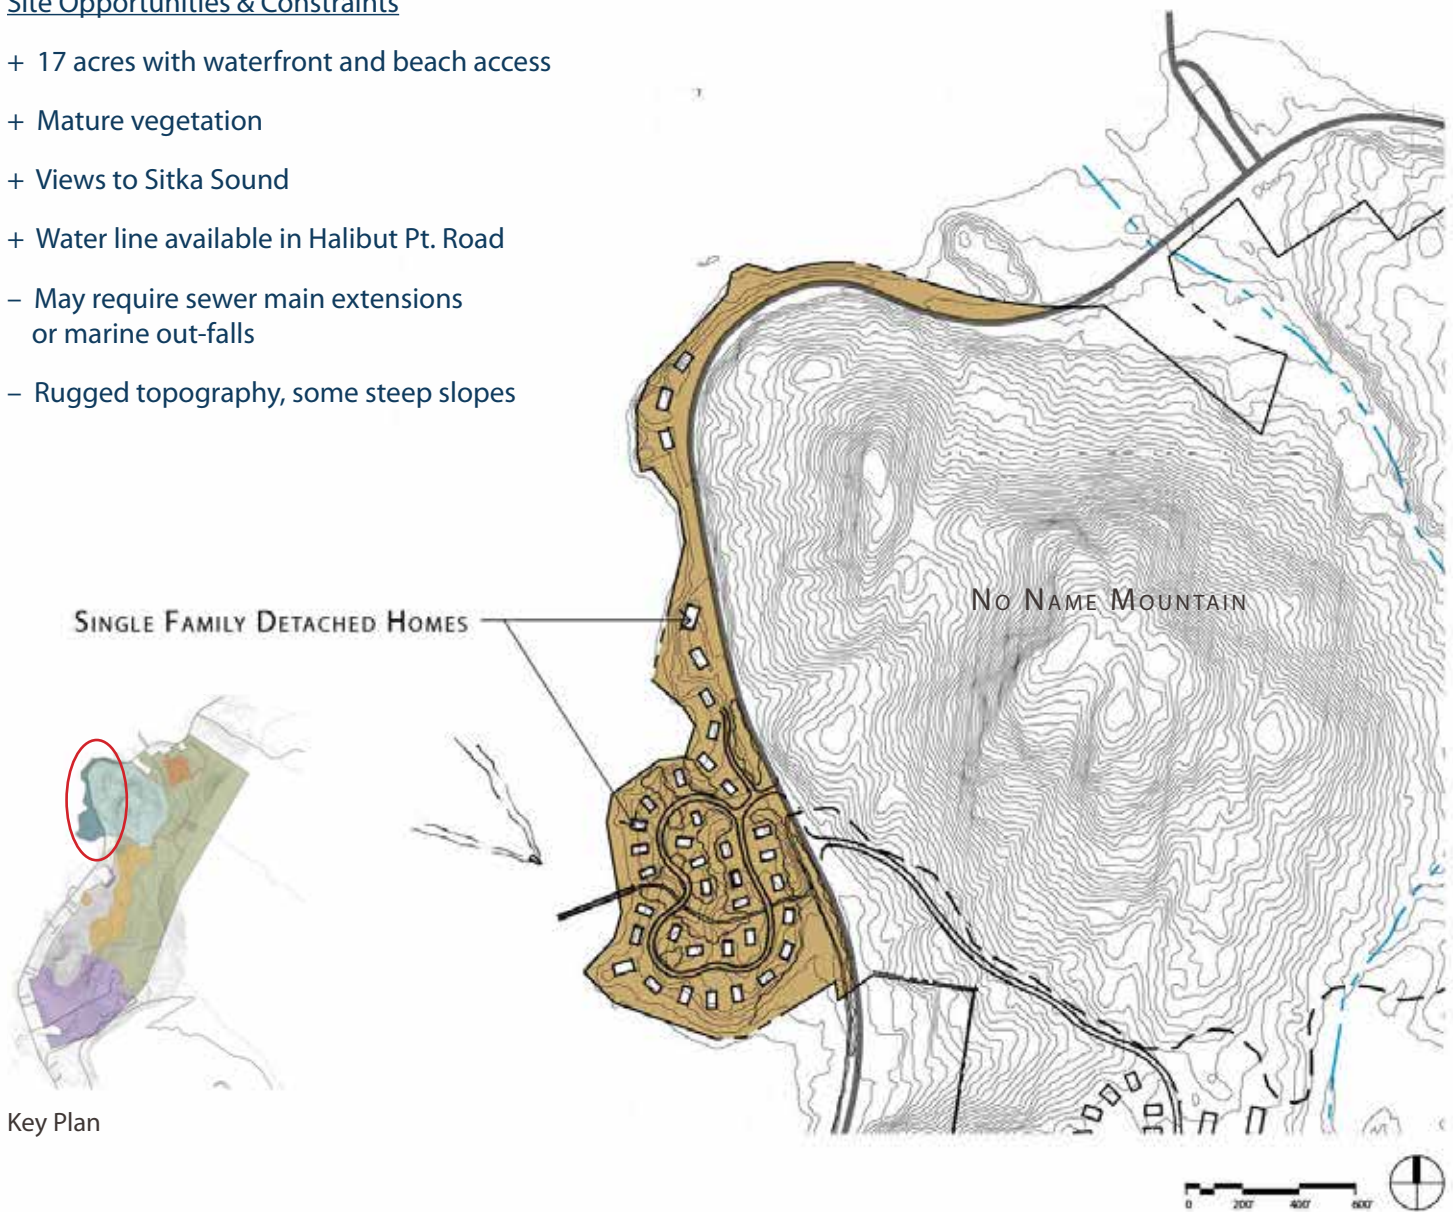 Site Opportunities & Constraints
+ 17 acres with waterfront and beach access
+ Mature vegetation
+ Views to Sitka Sound
+ Water line available in Halibut Pt. Road
– May require sewer main extensions
or marine out-falls
– Rugged topography, some steep slopes
No Name Mountain
Single Family Detached Homes
Key Plan
0 200' 400' 600'